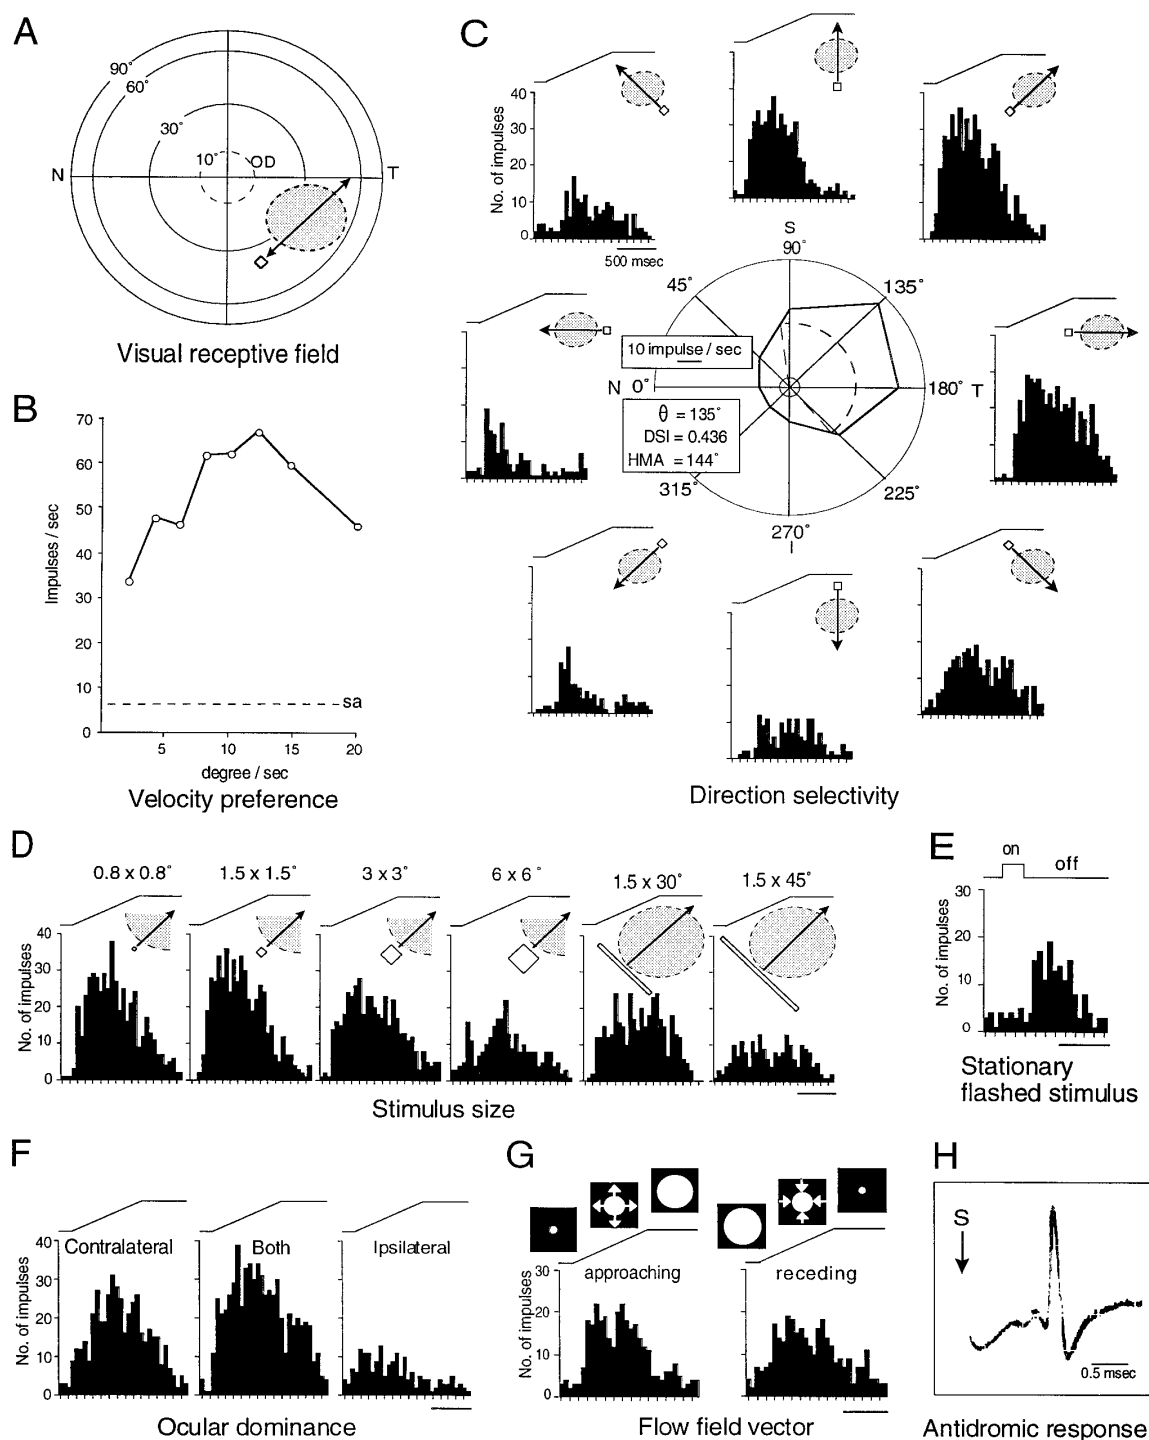 A
90°
60°
30°
10°
OD
N
T
Visual receptive field
B
70
60
50
40
30
20
10
0
Impulses / sec
sa
5
10
15
20
degree / sec
Velocity preference
C
40
30
20
10
0
No. of impulses
500 msec
S
90°
45°
135°
10 impulse / sec
N 0°
180° T
θ = 135°
DSI = 0.436
HMA = 144°
315°
225°
270°
I
Direction selectivity
D
0.8 x 0.8°
1.5 x 1.5°
3 x 3°
6 x 6°
1.5 x 30°
1.5 x 45°
40
30
20
10
0
No. of impulses
Stimulus size
E
on
off
30
20
10
0
No. of impulses
Stationary
flashed stimulus
F
40
30
20
10
0
No. of impulses
Contralateral
Both
Ipsilateral
Ocular dominance
G
30
20
10
0
No. of impulses
approaching
receding
Flow field vector
H
S
0.5 msec
Antidromic response